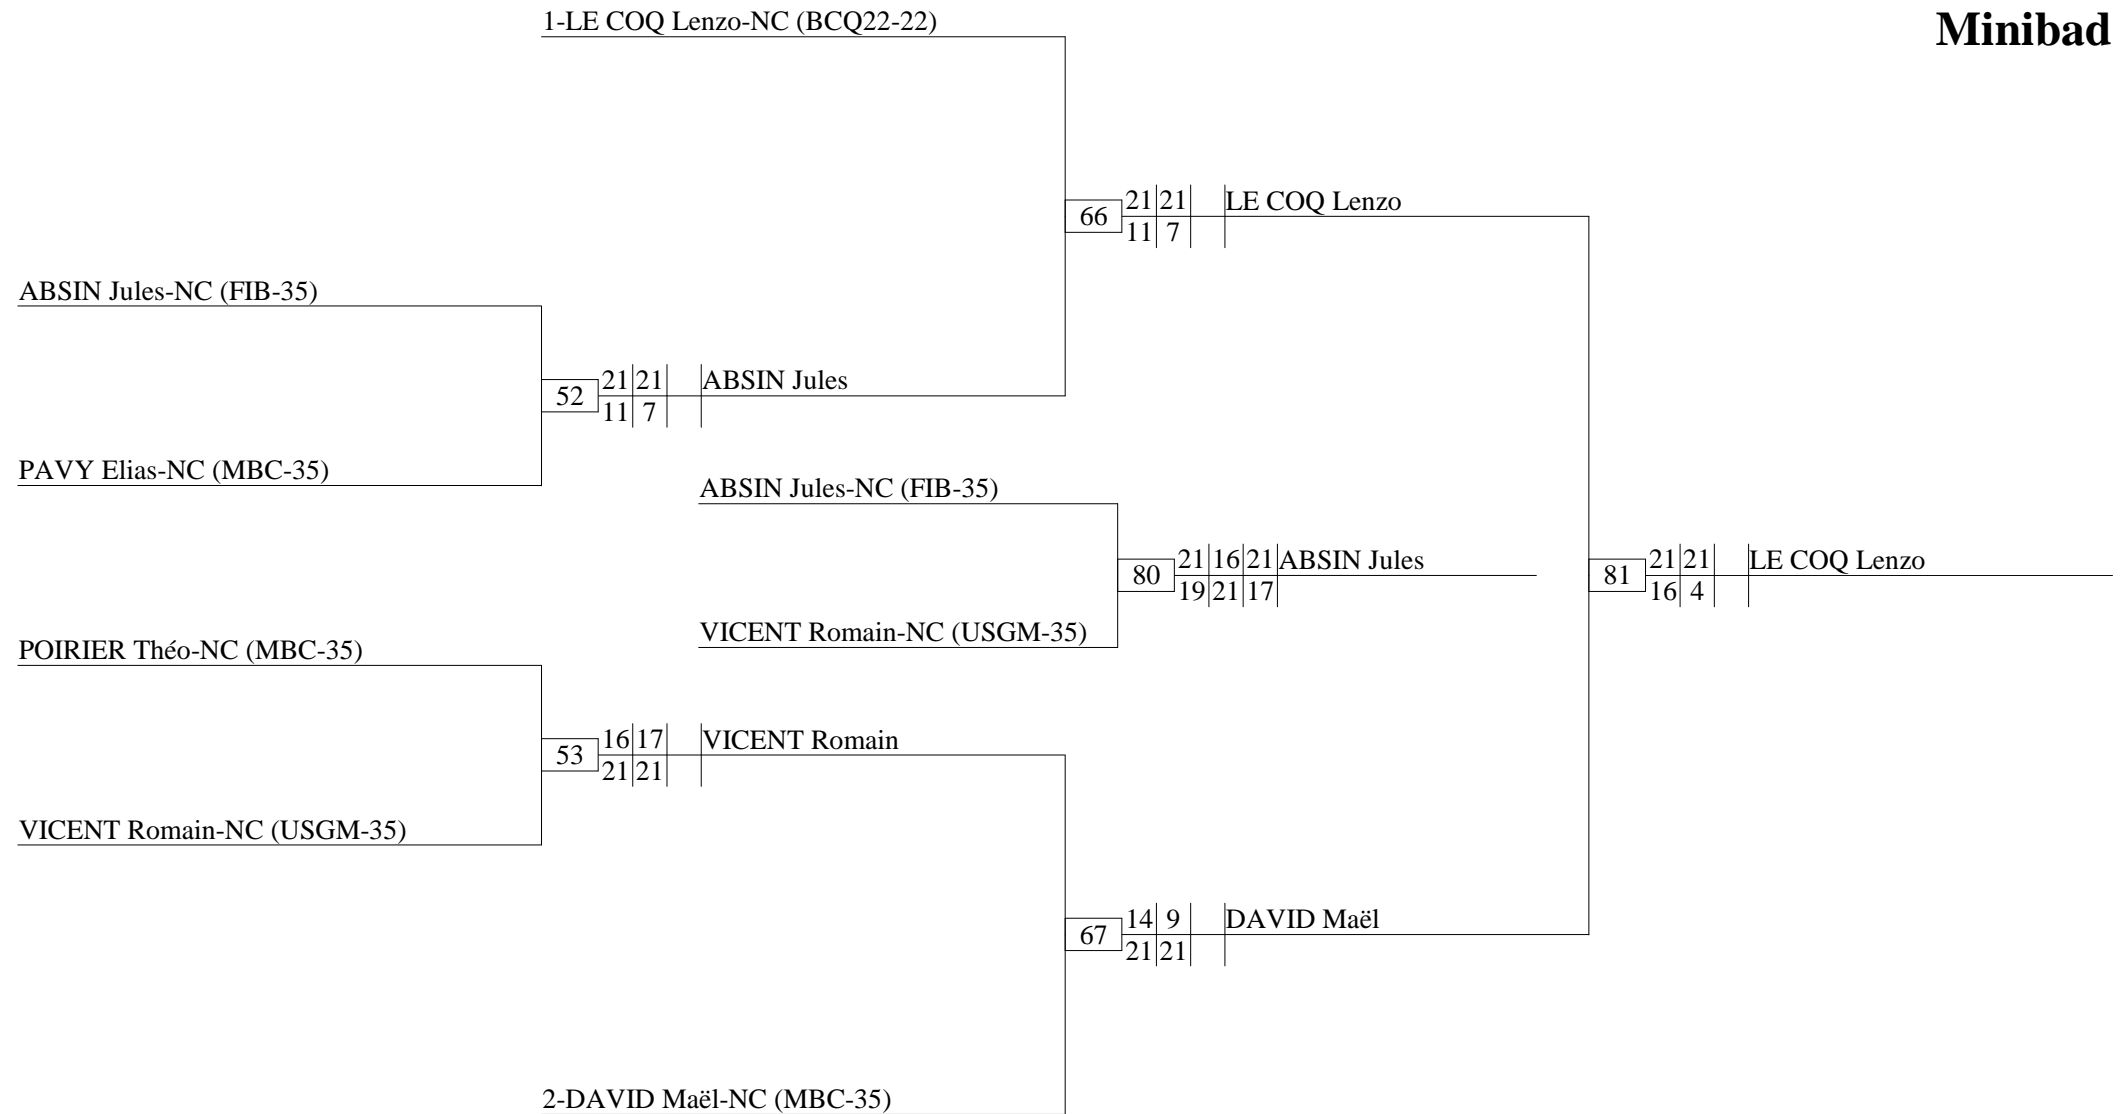 1-LE COQ Lenzo-NC (BCQ22-22)
Minibad
21 21 LE COQ Lenzo
66
11 7
ABSIN Jules-NC (FIB-35)
21 21 ABSIN Jules
52
11 7
PAVY Elias-NC (MBC-35)
ABSIN Jules-NC (FIB-35)
21 16 21 ABSIN Jules
80
19 21 17
21 21 LE COQ Lenzo
81
16 4
VICENT Romain-NC (USGM-35)
POIRIER Théo-NC (MBC-35)
16 17 VICENT Romain
53
21 21
VICENT Romain-NC (USGM-35)
14 9 DAVID Maël
67
21 21
2-DAVID Maël-NC (MBC-35)